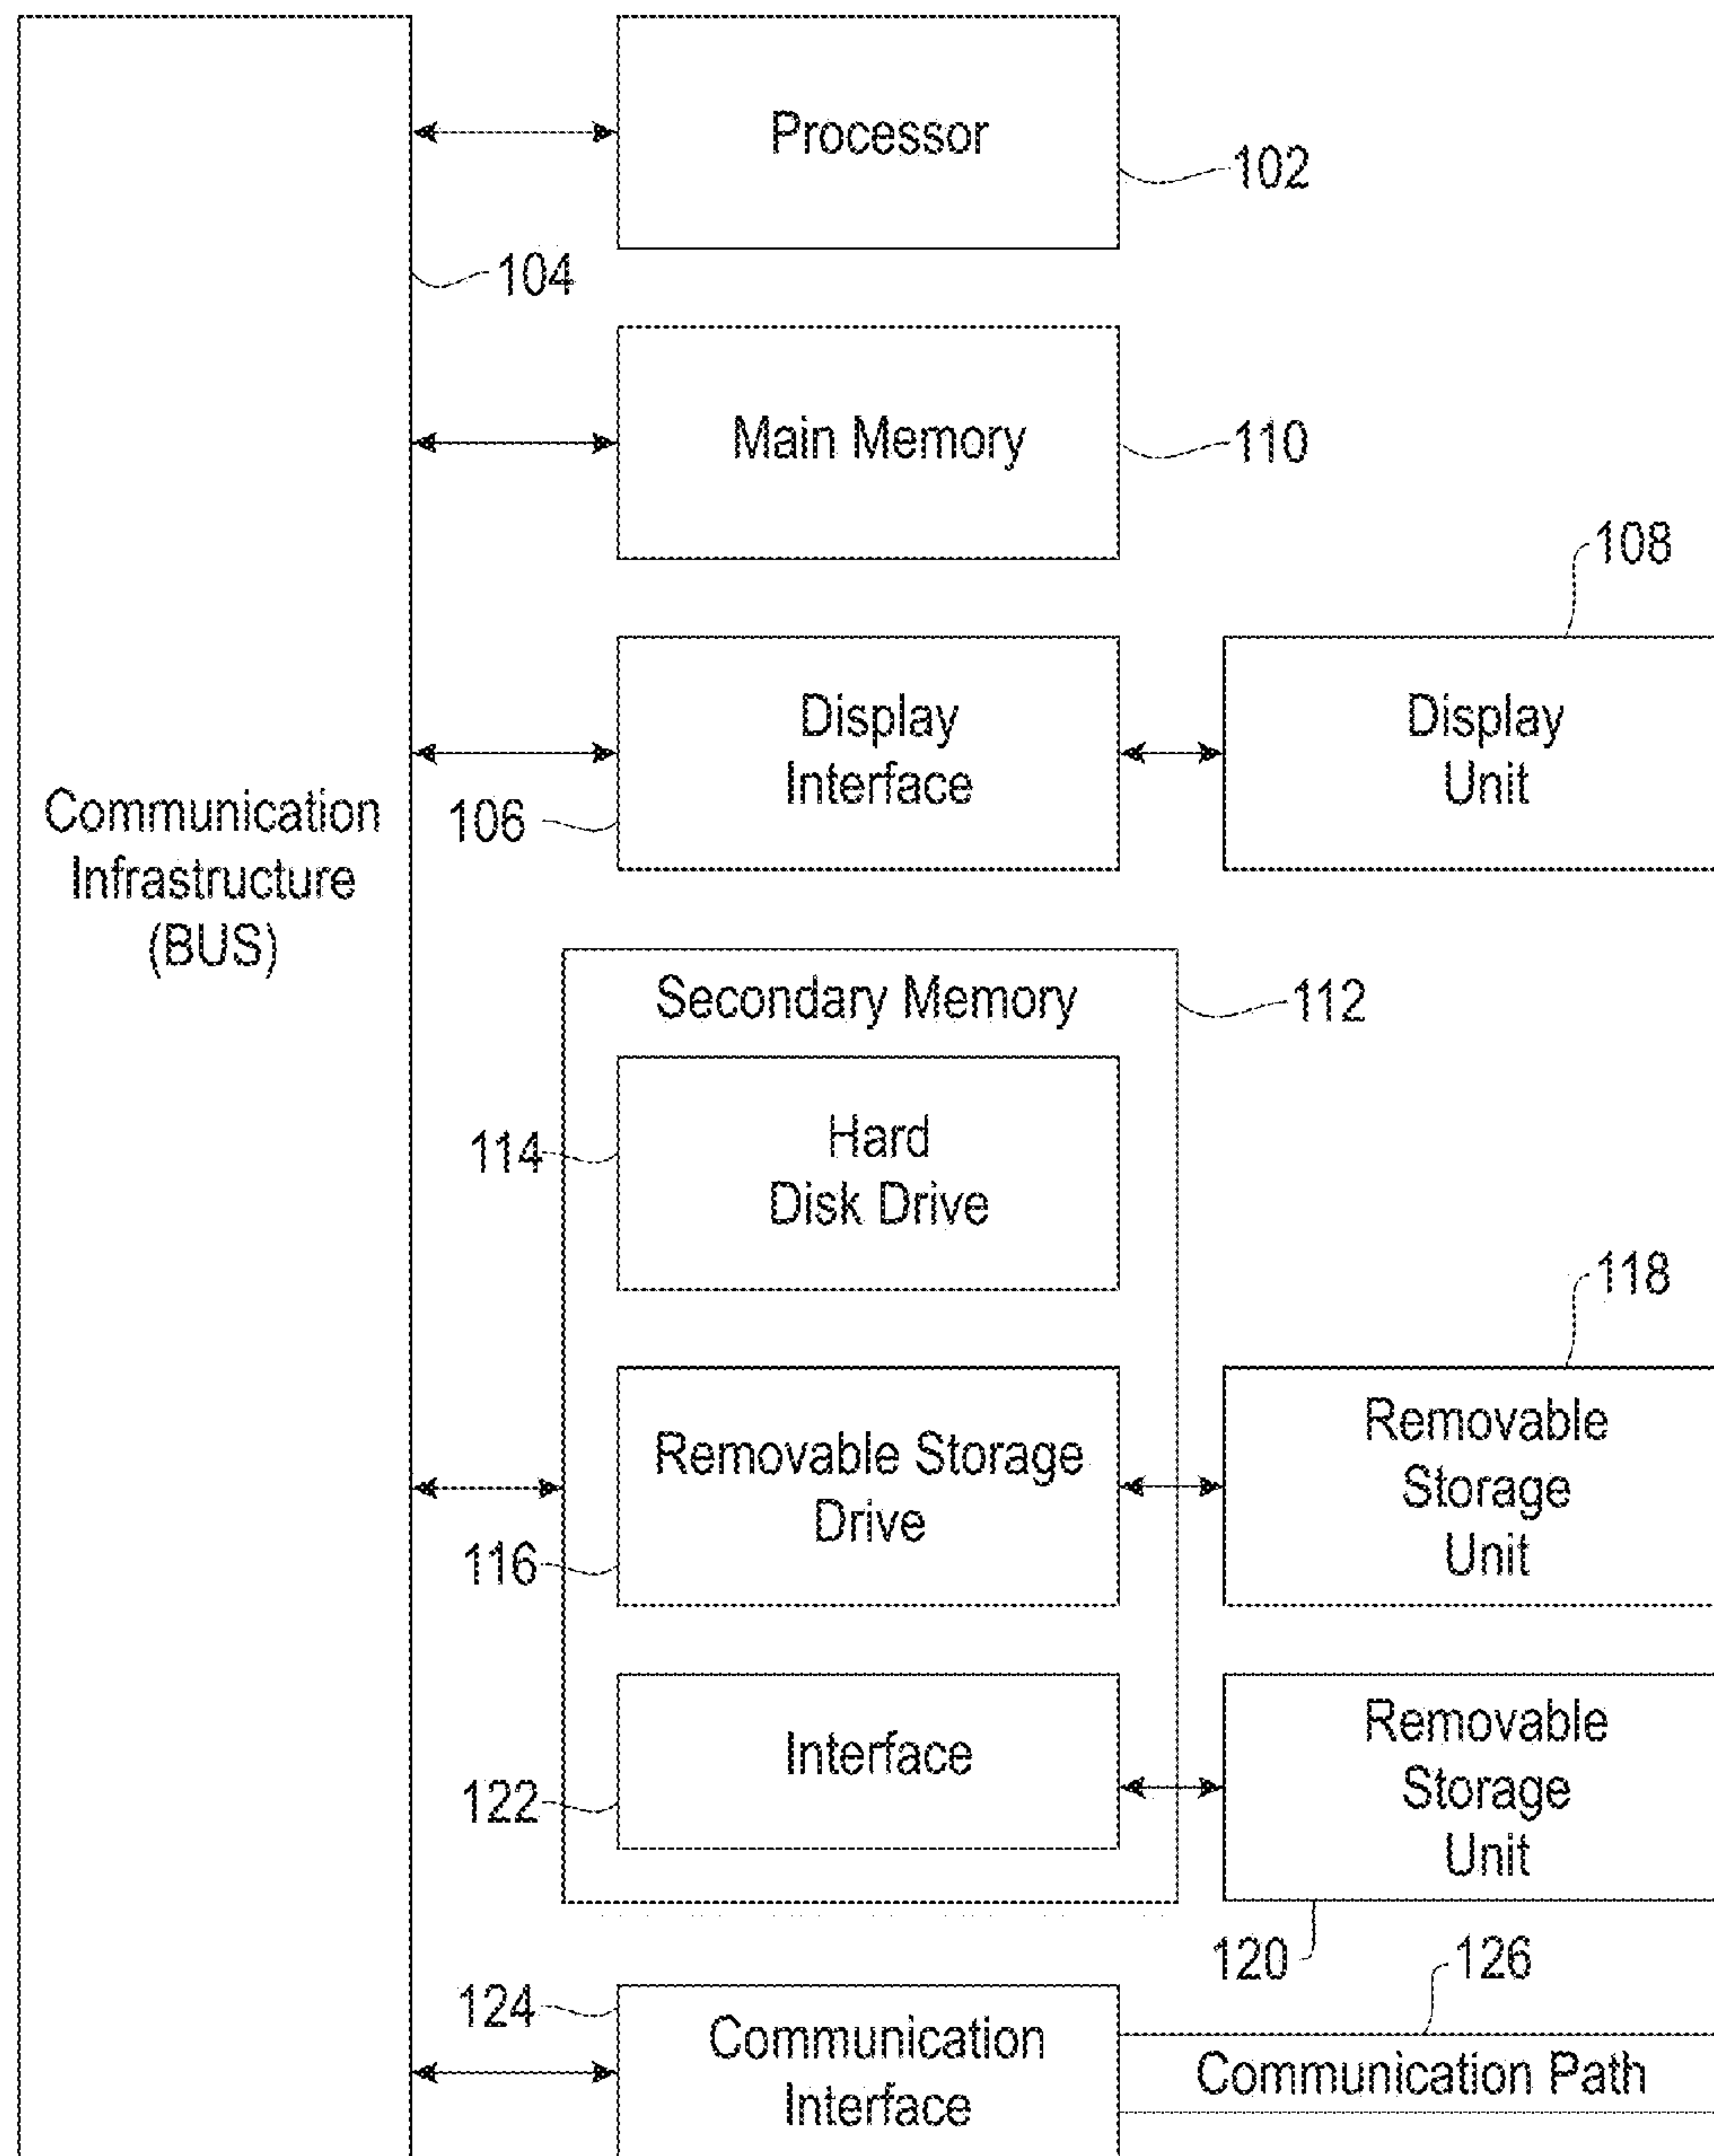 Processor
102
104
Main Memory
110
108
Display
Interface
106
Display
Unit
Communication
Infrastructure
(BUS)
Secondary Memory
112
Hard
Disk Drive
114
118
Removable Storage
Drive
116
Removable
Storage
Unit
Interface
122
Removable
Storage
Unit
120
126
124
Communication
Interface
Communication Path